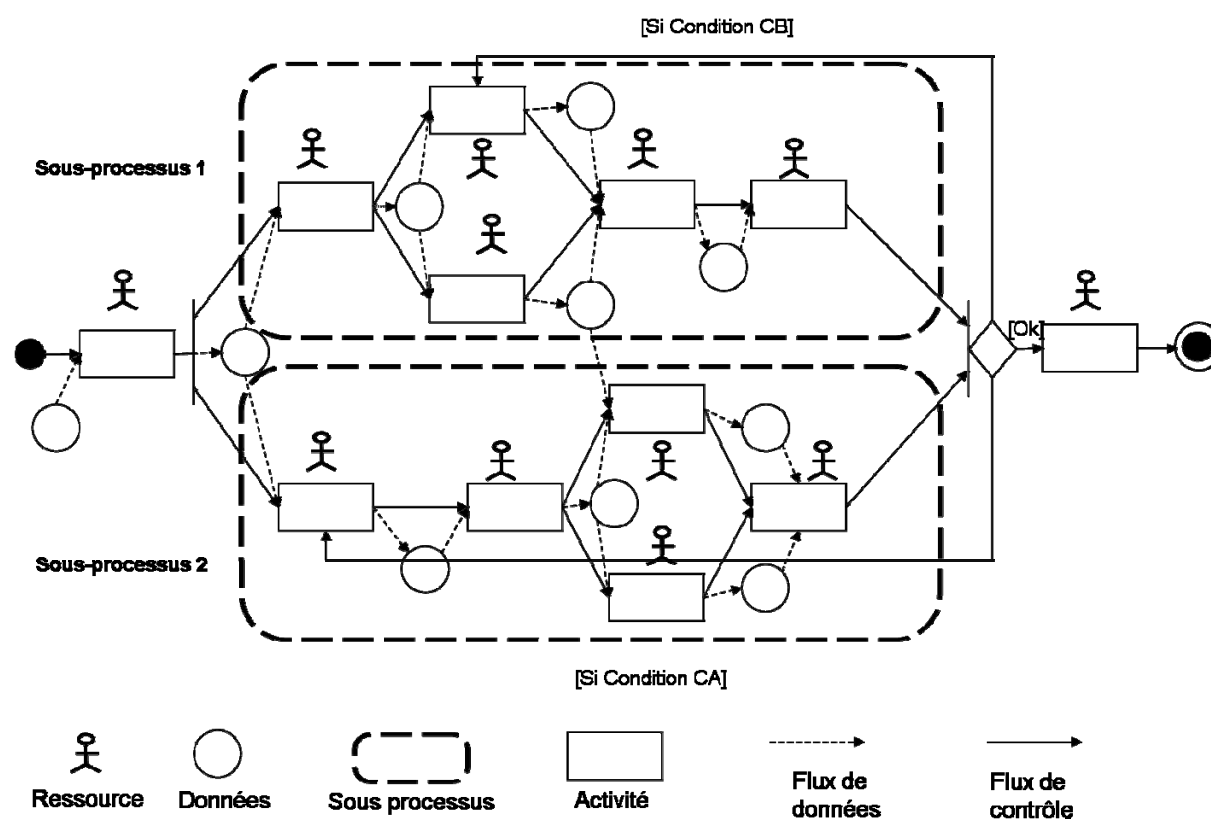 [Si Condition CB]
Sous-processus 1
[Ok]
Sous-processus 2
[Si Condition CA]
Ressource
Données
Sous processus
Activité
Flux de
données
Flux de
contrôle